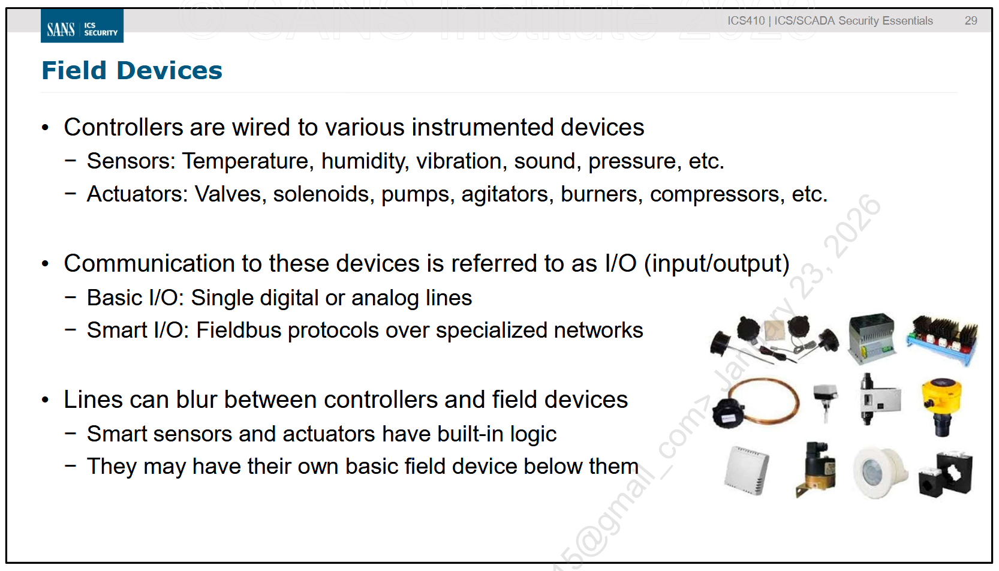 © SANS Institute 2023
SANS
ICS
SECURITY
ICS410 | ICS/SCADA Security Essentials
29
Field Devices
• Controllers are wired to various instrumented devices
− Sensors: Temperature, humidity, vibration, sound, pressure, etc.
− Actuators: Valves, solenoids, pumps, agitators, burners, compressors, etc.
• Communication to these devices is referred to as I/O (input/output)
− Basic I/O: Single digital or analog lines
− Smart I/O: Fieldbus protocols over specialized networks
• Lines can blur between controllers and field devices
− Smart sensors and actuators have built-in logic
− They may have their own basic field device below them
15@gmail_com> January 23, 2026